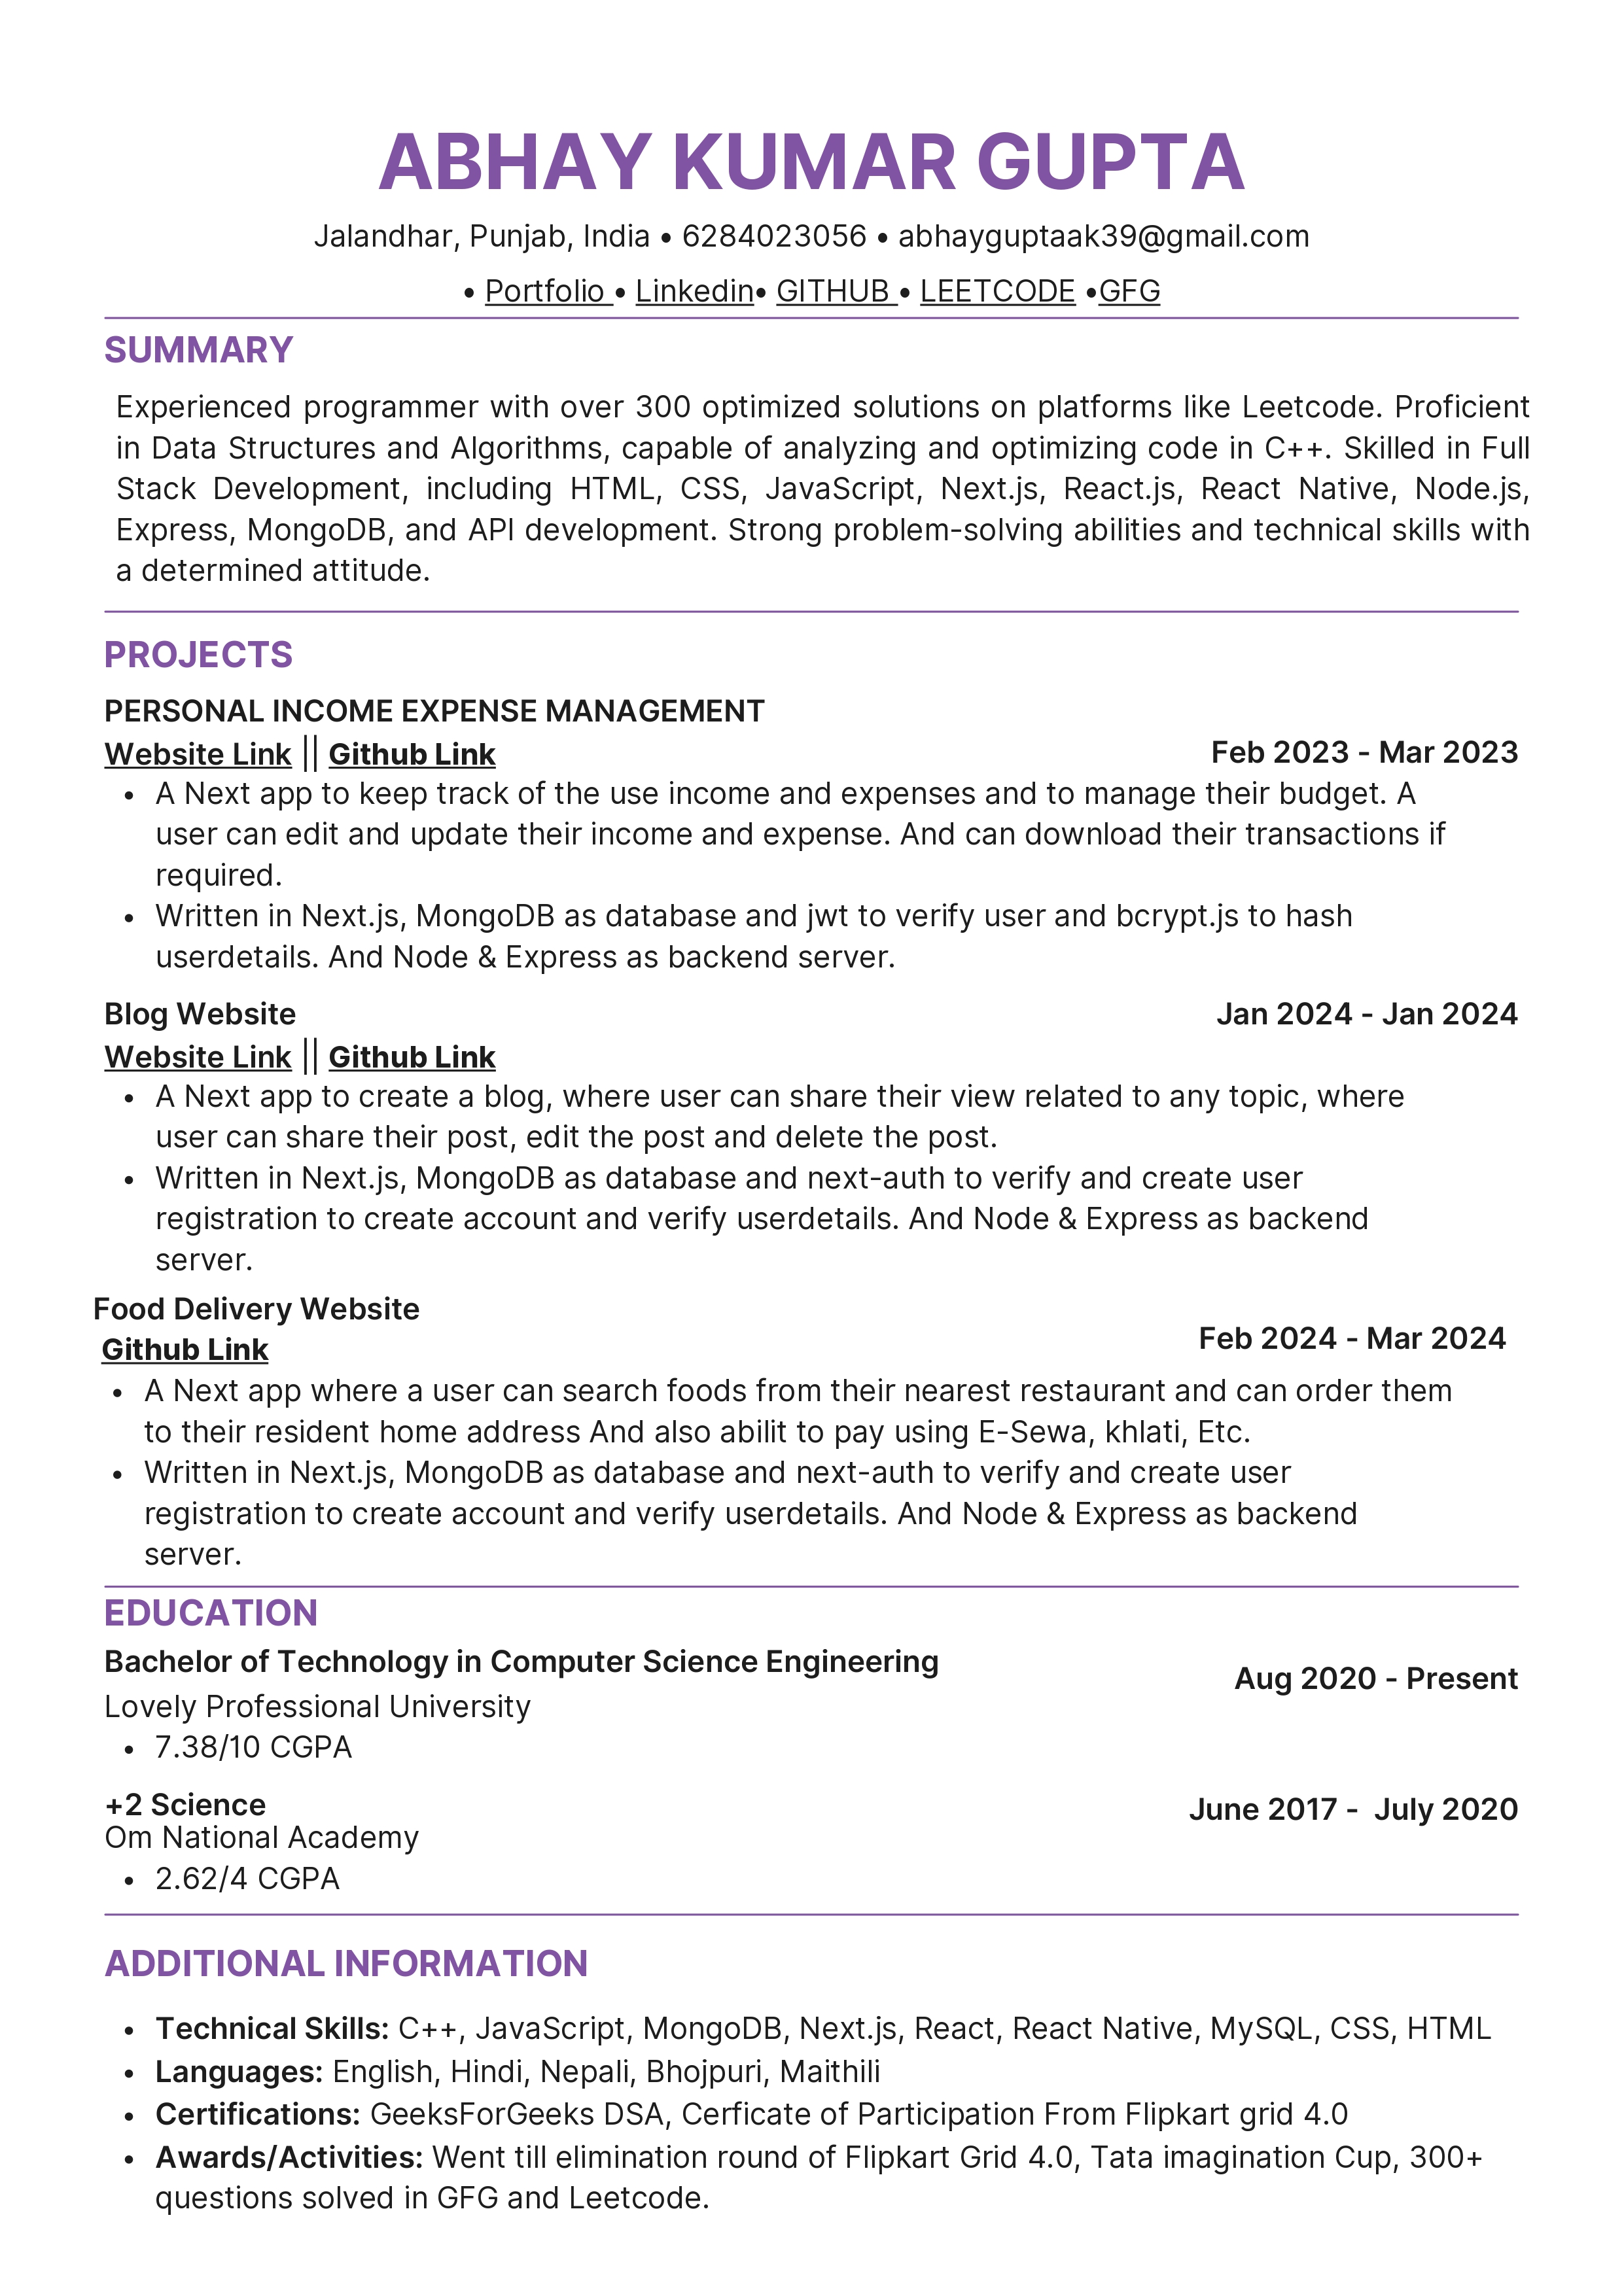 ABHAY KUMAR GUPTA
Jalandhar, Punjab, India • 6284023056 • abhayguptaak39@gmail.com
• Portfolio • Linkedin• GITHUB • LEETCODE •GFG
SUMMARY
Experienced programmer with over 300 optimized solutions on platforms like Leetcode. Proficient
in Data Structures and Algorithms, capable of analyzing and optimizing code in C++. Skilled in Full
Stack Development, including HTML, CSS, JavaScript, Next.js, React.js, React Native, Node.js,
Express, MongoDB, and API development. Strong problem-solving abilities and technical skills with
a determined attitude.
PROJECTS
PERSONAL INCOME EXPENSE MANAGEMENT
Website Link || Github Link Feb 2023 - Mar 2023
• A Next app to keep track of the use income and expenses and to manage their budget. A
user can edit and update their income and expense. And can download their transactions if
required.
• Written in Next.js, MongoDB as database and jwt to verify user and bcrypt.js to hash
userdetails. And Node & Express as backend server.
Blog Website Jan 2024 - Jan 2024
Website Link || Github Link
• A Next app to create a blog, where user can share their view related to any topic, where
user can share their post, edit the post and delete the post.
• Written in Next.js, MongoDB as database and next-auth to verify and create user
registration to create account and verify userdetails. And Node & Express as backend
server.
Food Delivery Website
Github Link Feb 2024 - Mar 2024
• A Next app where a user can search foods from their nearest restaurant and can order them
to their resident home address And also abilit to pay using E-Sewa, khlati, Etc.
• Written in Next.js, MongoDB as database and next-auth to verify and create user
registration to create account and verify userdetails. And Node & Express as backend
server.
EDUCATION
Bachelor of Technology in Computer Science Engineering Aug 2020 - Present
Lovely Professional University
• 7.38/10 CGPA
+2 Science June 2017 - July 2020
Om National Academy
• 2.62/4 CGPA
ADDITIONAL INFORMATION
• Technical Skills: C++, JavaScript, MongoDB, Next.js, React, React Native, MySQL, CSS, HTML
• Languages: English, Hindi, Nepali, Bhojpuri, Maithili
• Certifications: GeeksForGeeks DSA, Cerficate of Participation From Flipkart grid 4.0
• Awards/Activities: Went till elimination round of Flipkart Grid 4.0, Tata imagination Cup, 300+
questions solved in GFG and Leetcode.